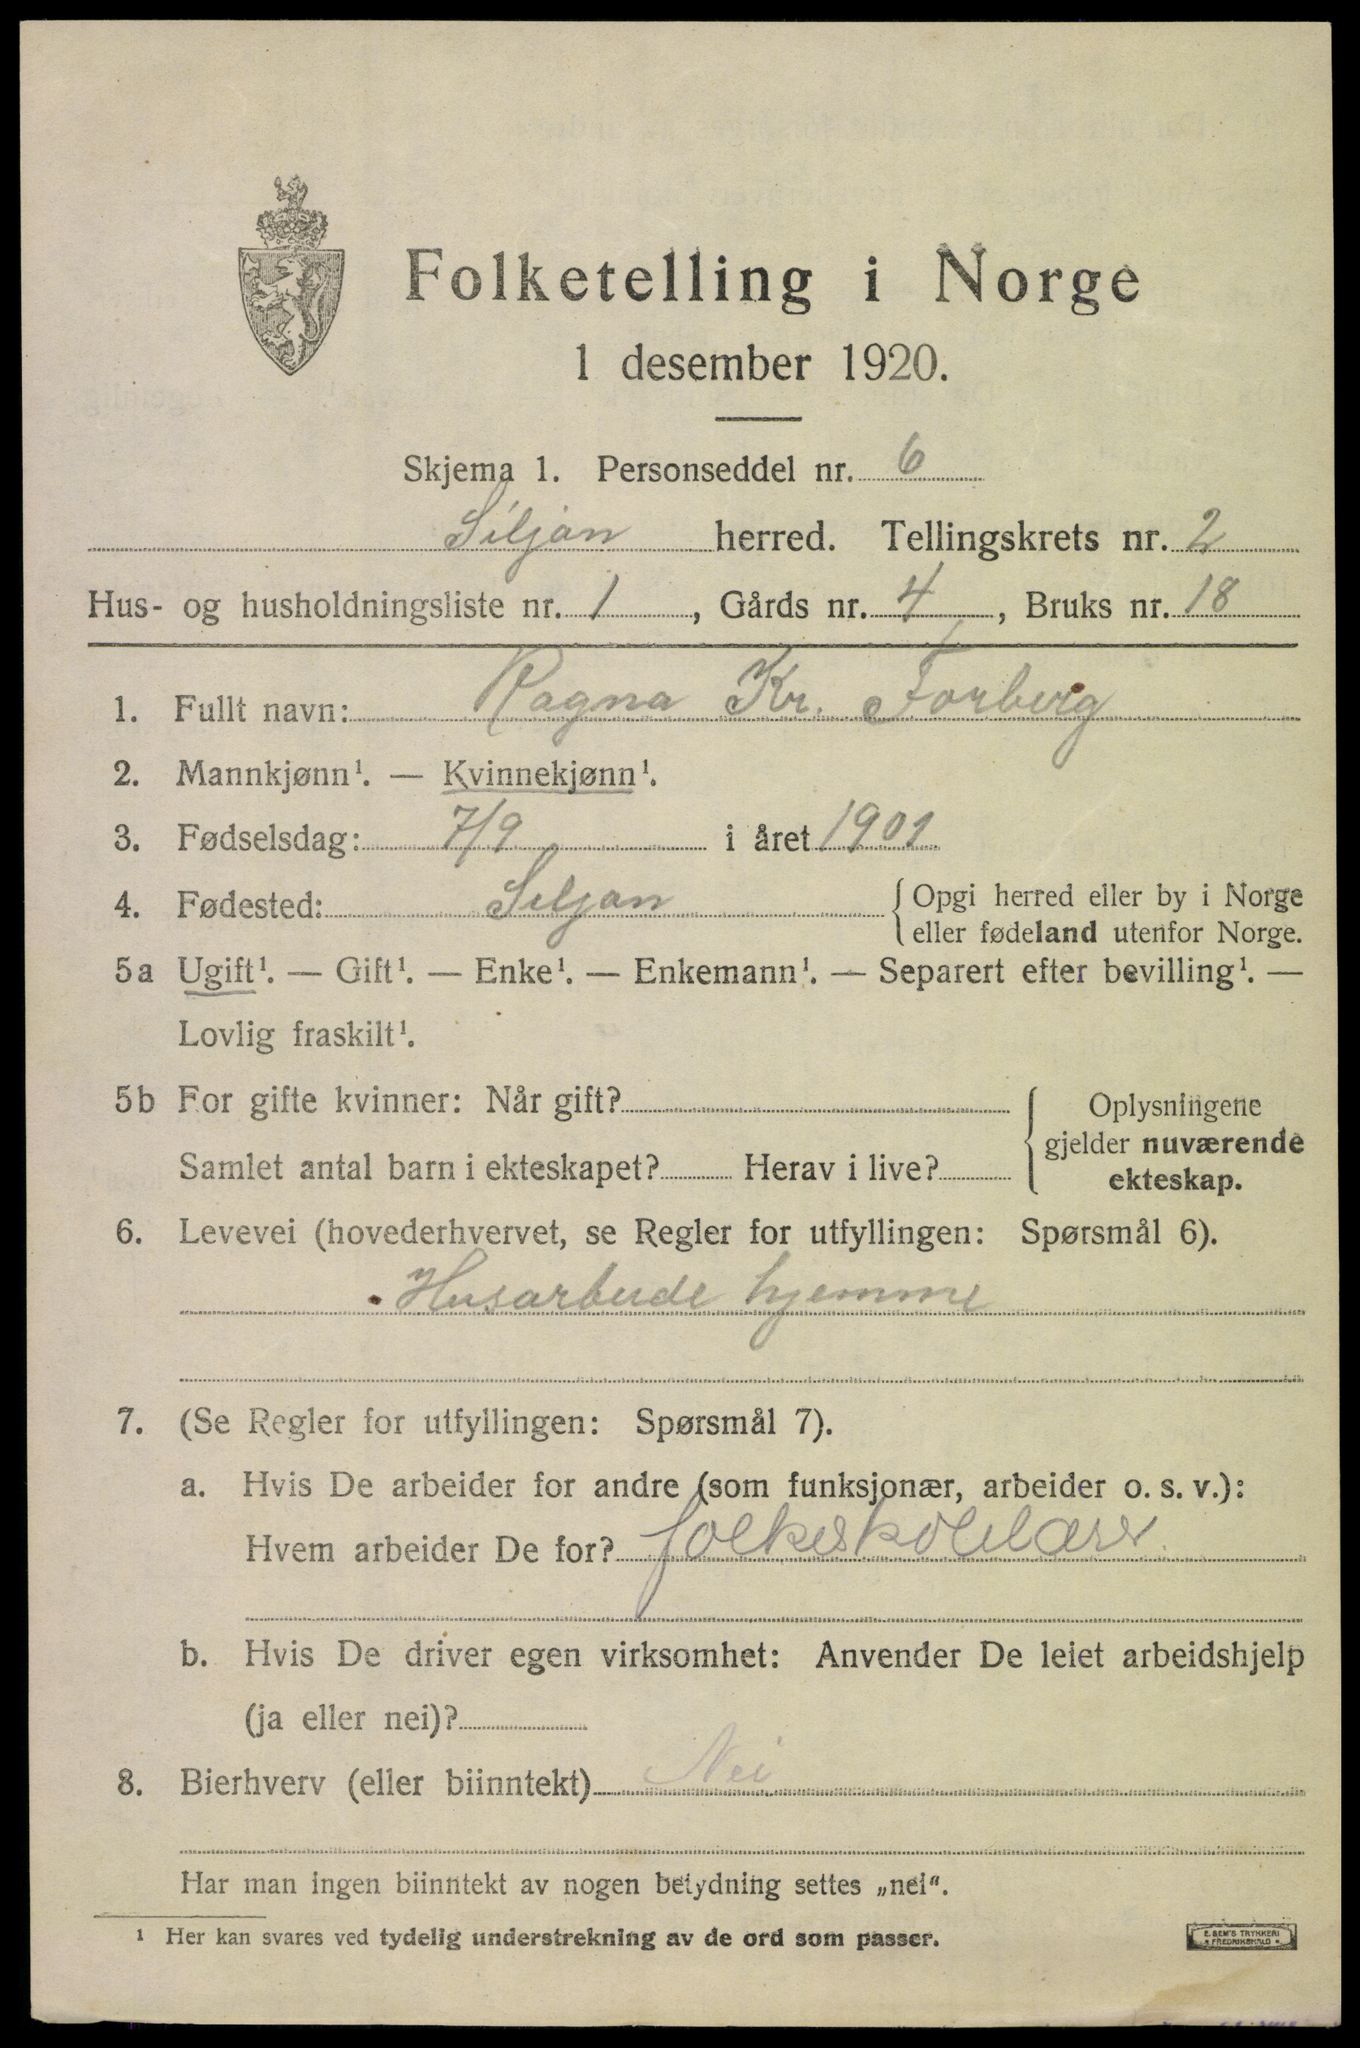 Folketelling i Norge
1 desember 1920.
Skjema 1. Personseddel nr. 6
Siljan herred. Tellingskrets nr. 2
Hus- og husholdningsliste nr. 1, Gårds nr. 4, Bruks nr. 18
1. Fullt navn: Ragna Kr. Forberg
2. Mannkjønn¹. — Kvinnekjønn¹.
3. Fødselsdag: 7/9 i året 1901
4. Fødested: Siljan { Opgi herred eller by i Norge
eller fødeland utenfor Norge.
5a Ugift¹. — Gift¹. — Enke¹. — Enkemann¹. — Separert efter bevilling¹. —
Lovlig fraskilt¹.
5b For gifte kvinner: Når gift? { Oplysningene
gjelder nuværende
Samlet antal barn i ekteskapet? Herav i live? ekteskap.
6. Levevei (hovederhvervet, se Regler for utfyllingen: Spørsmål 6).
Husarbeide hjemme
7. (Se Regler for utfyllingen: Spørsmål 7).
a. Hvis De arbeider for andre (som funksjonær, arbeider o. s. v.):
Hvem arbeider De for? folkeskolelærer
b. Hvis De driver egen virksomhet: Anvender De leiet arbeidshjelp
(ja eller nei)?
8. Bierhverv (eller biinntekt) Nei
Har man ingen biinntekt av nogen betydning settes „nei“.
¹ Her kan svares ved tydelig understrekning av de ord som passer.
E. SEM'S TRYKKERI
FREDRIKSHALD